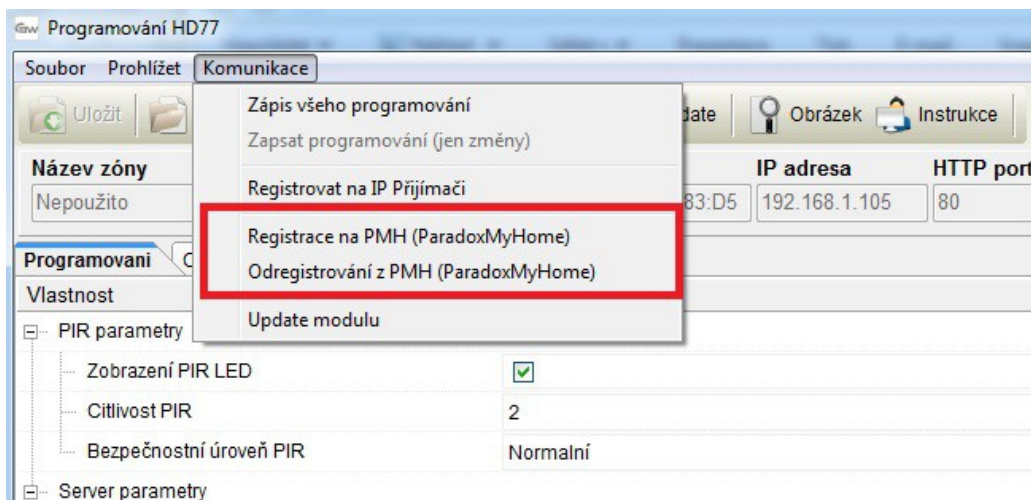 Programování HD77
Soubor Prohlížet Komunikace
Uložit Zápis všeho programování date Obrázek Instrukce
Zapsat programování (jen změny)
Název zóny IP adresa HTTP port
Registrovat na IP Přijímači
Nepoužito 83:D5 192.168.1.105 80
Registrace na PMH (ParadoxMyHome)
Programovani
Odregistrování z PMH (ParadoxMyHome)
Vlastnost
Update modulu
PIR parametry
Zobrazení PIR LED
Citlivost PIR 2
Bezpečnostní úroveň PIR Normalní
Server parametry